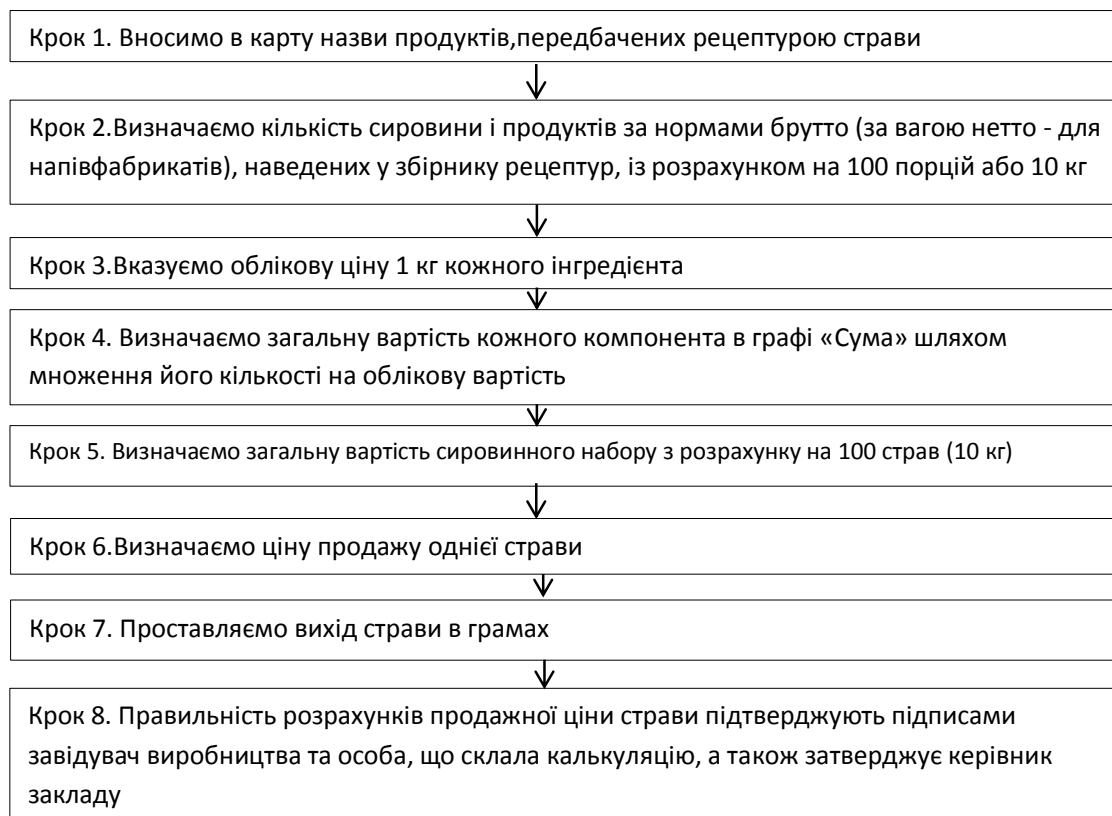 Крок 1. Вносимо в карту назви продуктів,передбачених рецептурою страви
Крок 2.Визначаємо кількість сировини і продуктів за нормами брутто (за вагою нетто - для
напівфабрикатів), наведених у збірнику рецептур, із розрахунком на 100 порцій або 10 кг
Крок 3.Вказуємо облікову ціну 1 кг кожного інгредієнта
Крок 4. Визначаємо загальну вартість кожного компонента в графі «Сума» шляхом
множення його кількості на облікову вартість
Крок 5. Визначаємо загальну вартість сировинного набору з розрахунку на 100 страв (10 кг)
Крок 6.Визначаємо ціну продажу однієї страви
Крок 7. Проставляємо вихід страви в грамах
Крок 8. Правильність розрахунків продажної ціни страви підтверджують підписами
завідувач виробництва та особа, що склала калькуляцію, а також затверджує керівник
закладу